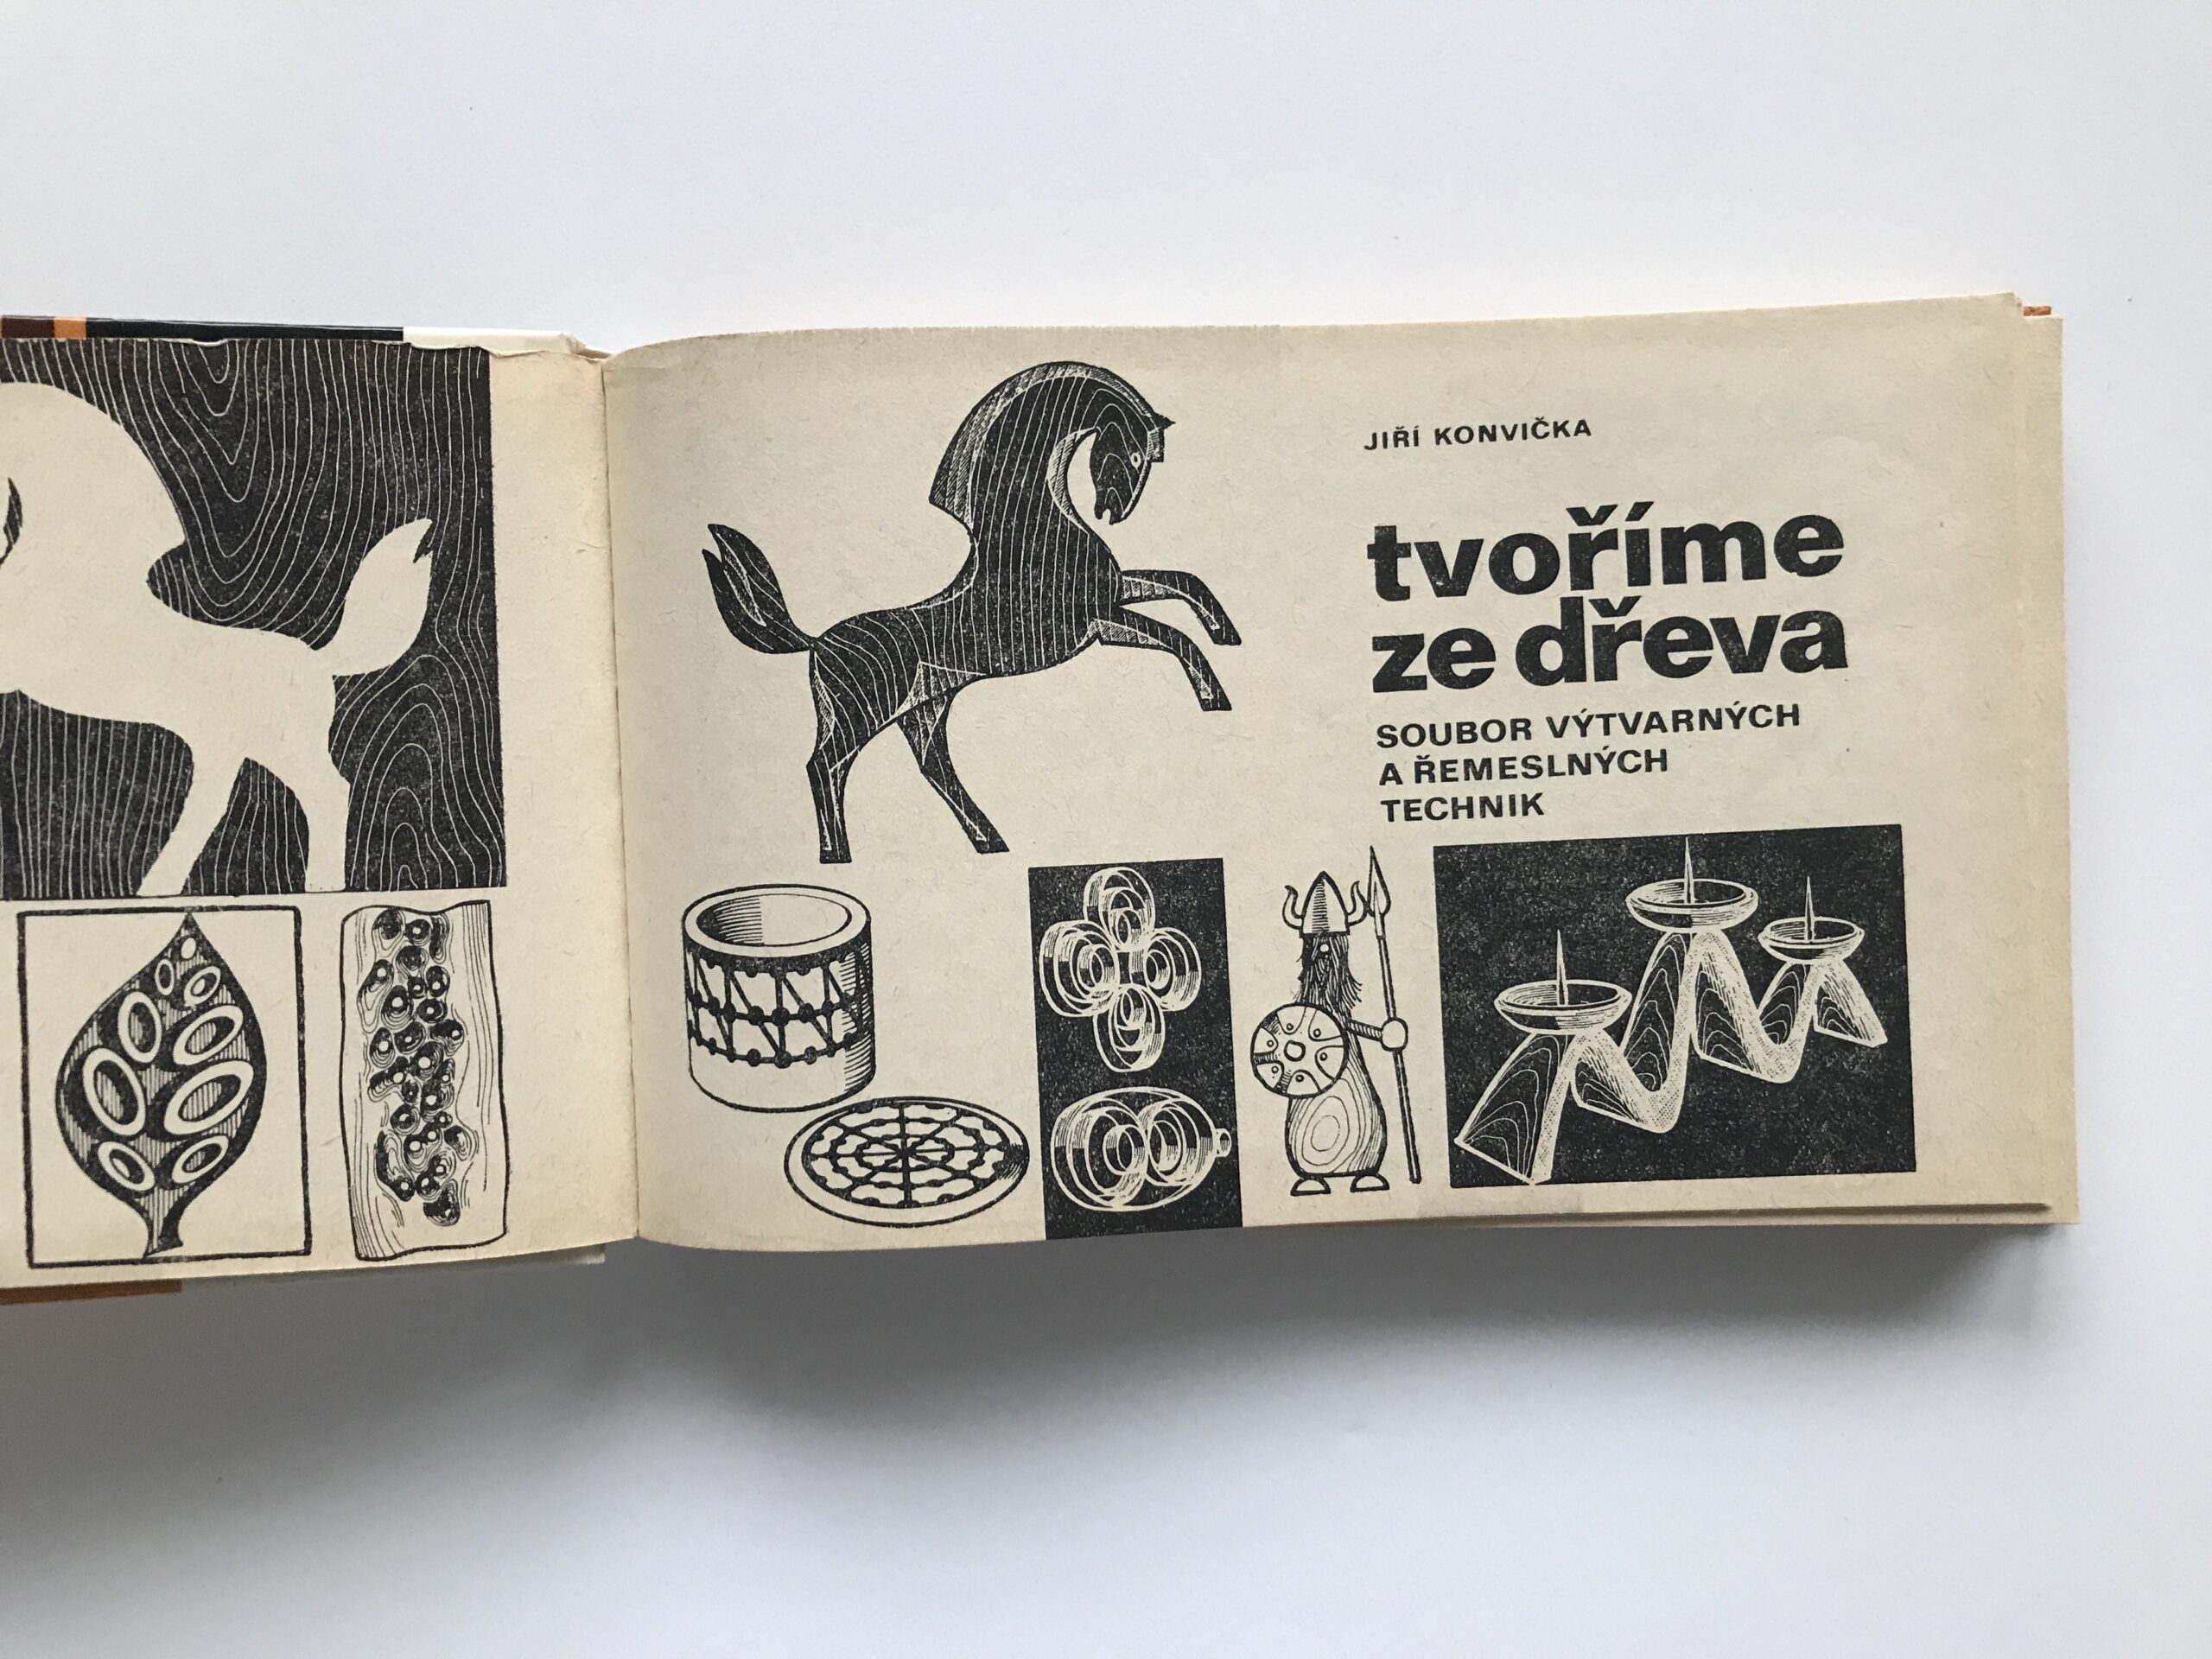 JIŘÍ KONVIČKA
tvoříme
ze dřeva
SOUBOR VÝTVARNÝCH
A ŘEMESLNÝCH
TECHNIK